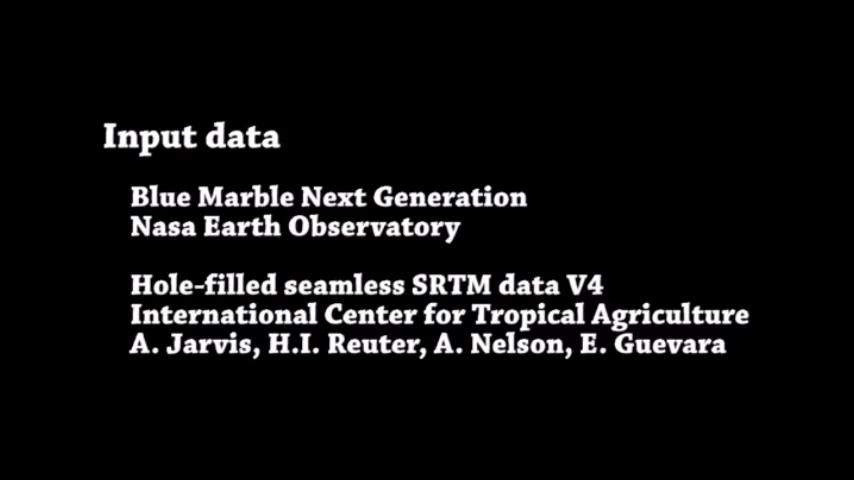 Input data
Blue Marble Next Generation
Nasa Earth Observatory
Hole-filled seamless SRTM data V4
International Center for Tropical Agriculture
A. Jarvis, H.I. Reuter, A. Nelson, E. Guevara